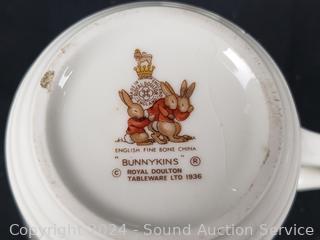 ENGLISH FINE BONE CHINA
"BUNNYKINS" ®
© ROYAL DOULTON
TABLEWARE LTD 1936
Copyright 2024 - Sound Auction Service